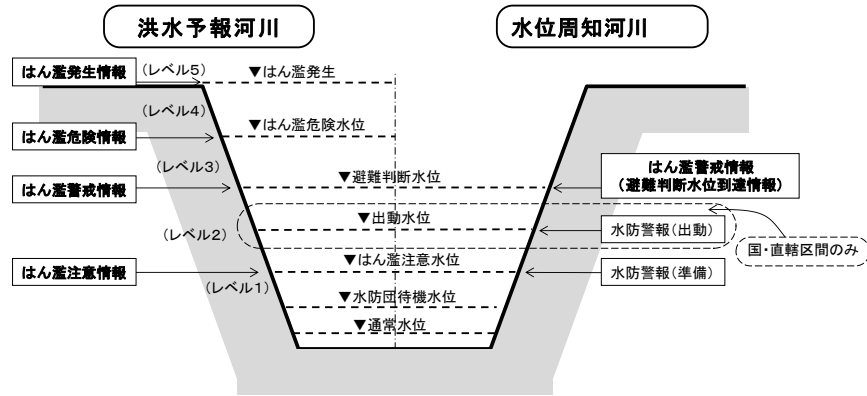 洪水予報河川
水位周知河川
はん濫発生情報
(レベル5)
▼はん濫発生
(レベル4)
はん濫危険情報
▼はん濫危険水位
(レベル3)
はん濫警戒情報
▼避難判断水位
はん濫警戒情報
(避難判断水位到達情報)
▼出動水位
水防警報(出動)
(レベル2)
国・直轄区間のみ
はん濫注意情報
▼はん濫注意水位
水防警報(準備)
(レベル1)
▼水防団待機水位
▼通常水位